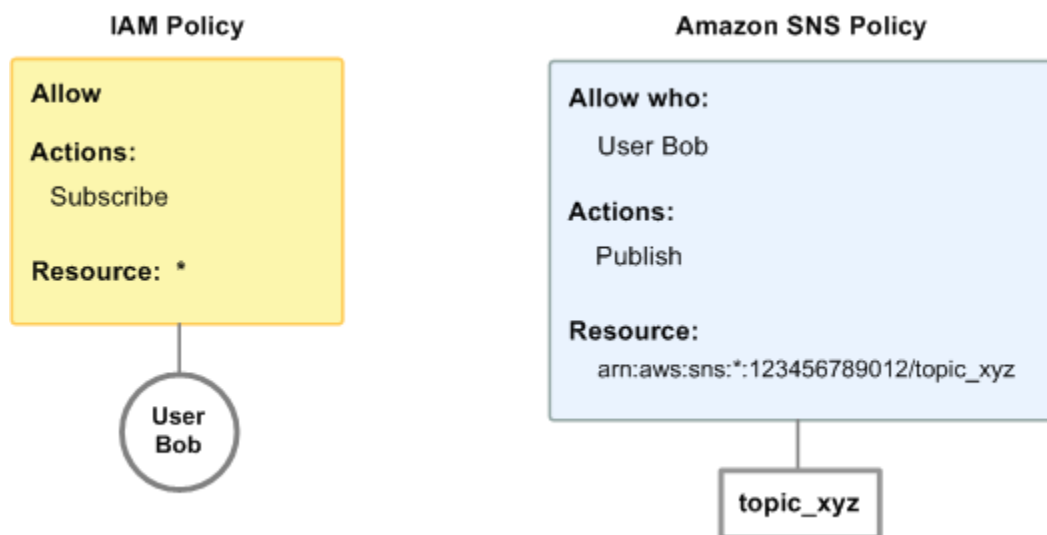 IAM Policy
Allow
Actions:
Subscribe
Resource: *
User
Bob
Amazon SNS Policy
Allow who:
User Bob
Actions:
Publish
Resource:
arn:aws:sns:*:123456789012/topic_xyz
topic_xyz